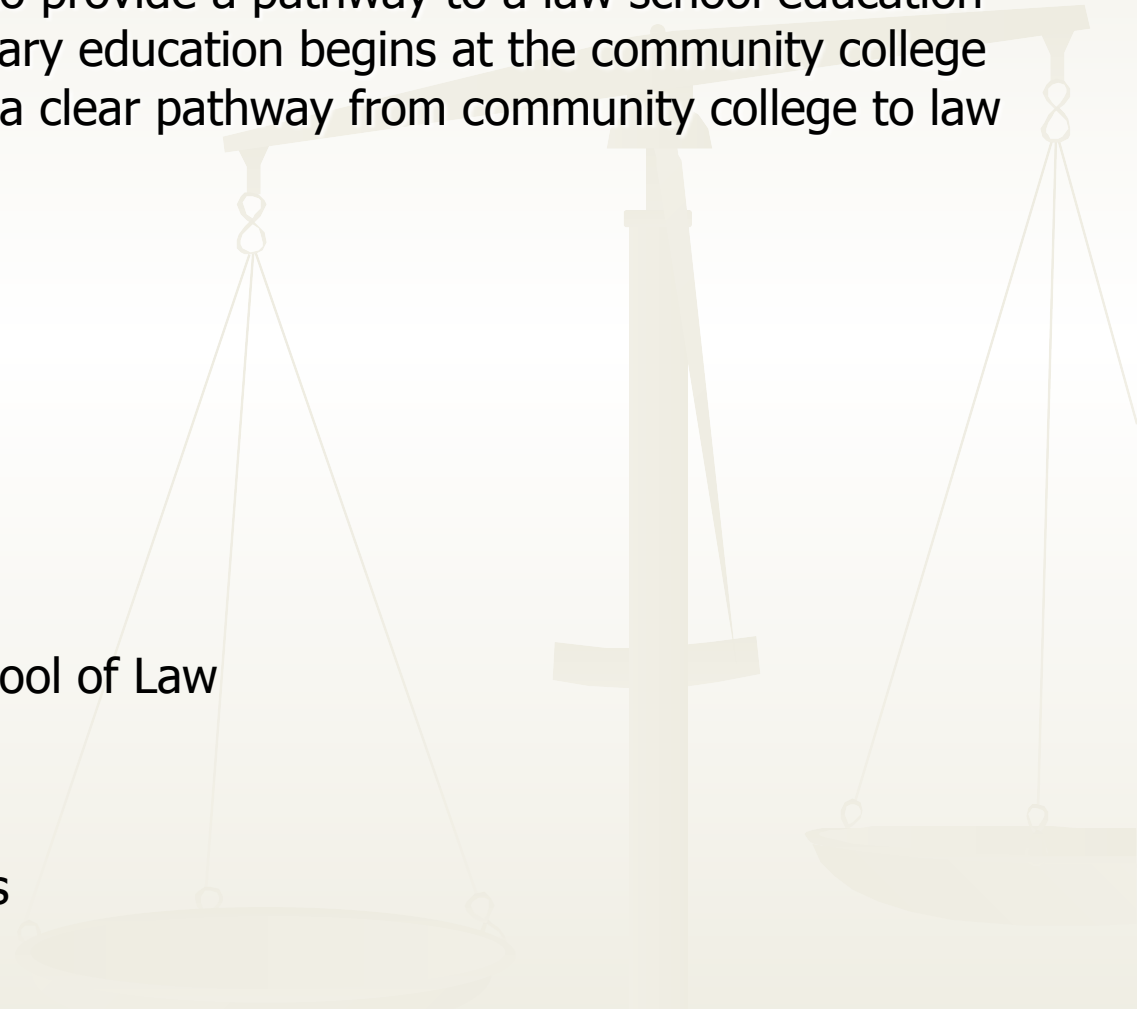 o provide a pathway to a law school education
ary education begins at the community college
a clear pathway from community college to law
ool of Law
s